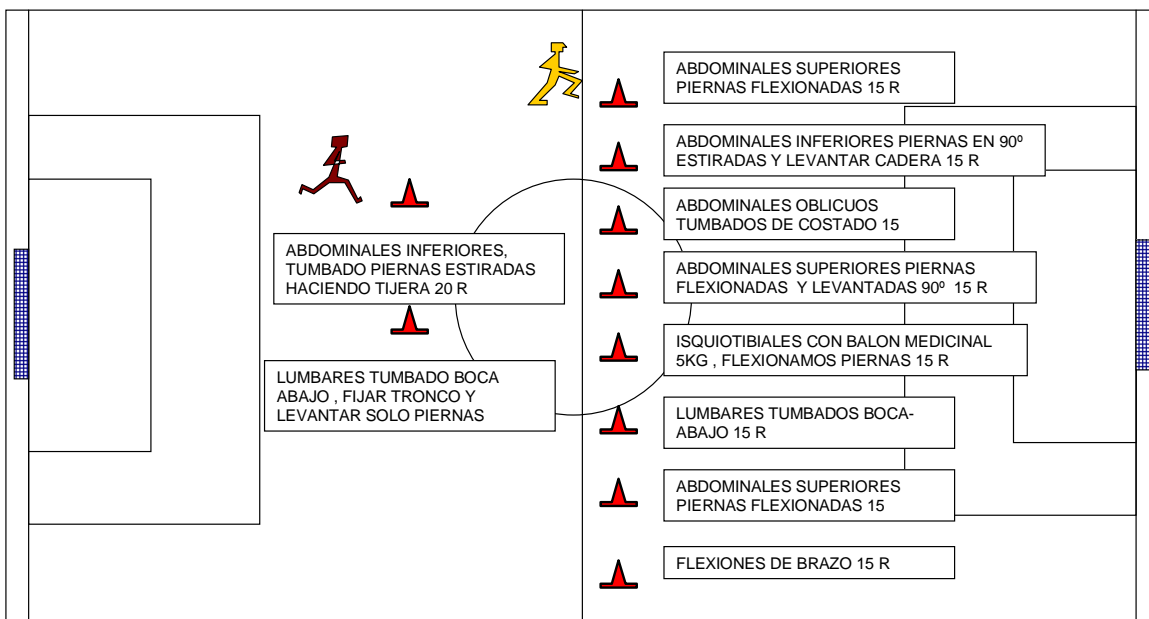 ABDOMINALES SUPERIORES
PIERNAS FLEXIONADAS 15 R
ABDOMINALES INFERIORES PIERNAS EN 90º
ESTIRADAS Y LEVANTAR CADERA 15 R
ABDOMINALES OBLICUOS
TUMBADOS DE COSTADO 15
ABDOMINALES SUPERIORES PIERNAS
FLEXIONADAS Y LEVANTADAS 90º 15 R
ISQUIOTIBIALES CON BALON MEDICINAL
5KG , FLEXIONAMOS PIERNAS 15 R
LUMBARES TUMBADOS BOCA-
ABAJO 15 R
ABDOMINALES SUPERIORES
PIERNAS FLEXIONADAS 15
FLEXIONES DE BRAZO 15 R
ABDOMINALES INFERIORES,
TUMBADO PIERNAS ESTIRADAS
HACIENDO TIJERA 20 R
LUMBARES TUMBADO BOCA
ABAJO , FIJAR TRONCO Y
LEVANTAR SOLO PIERNAS